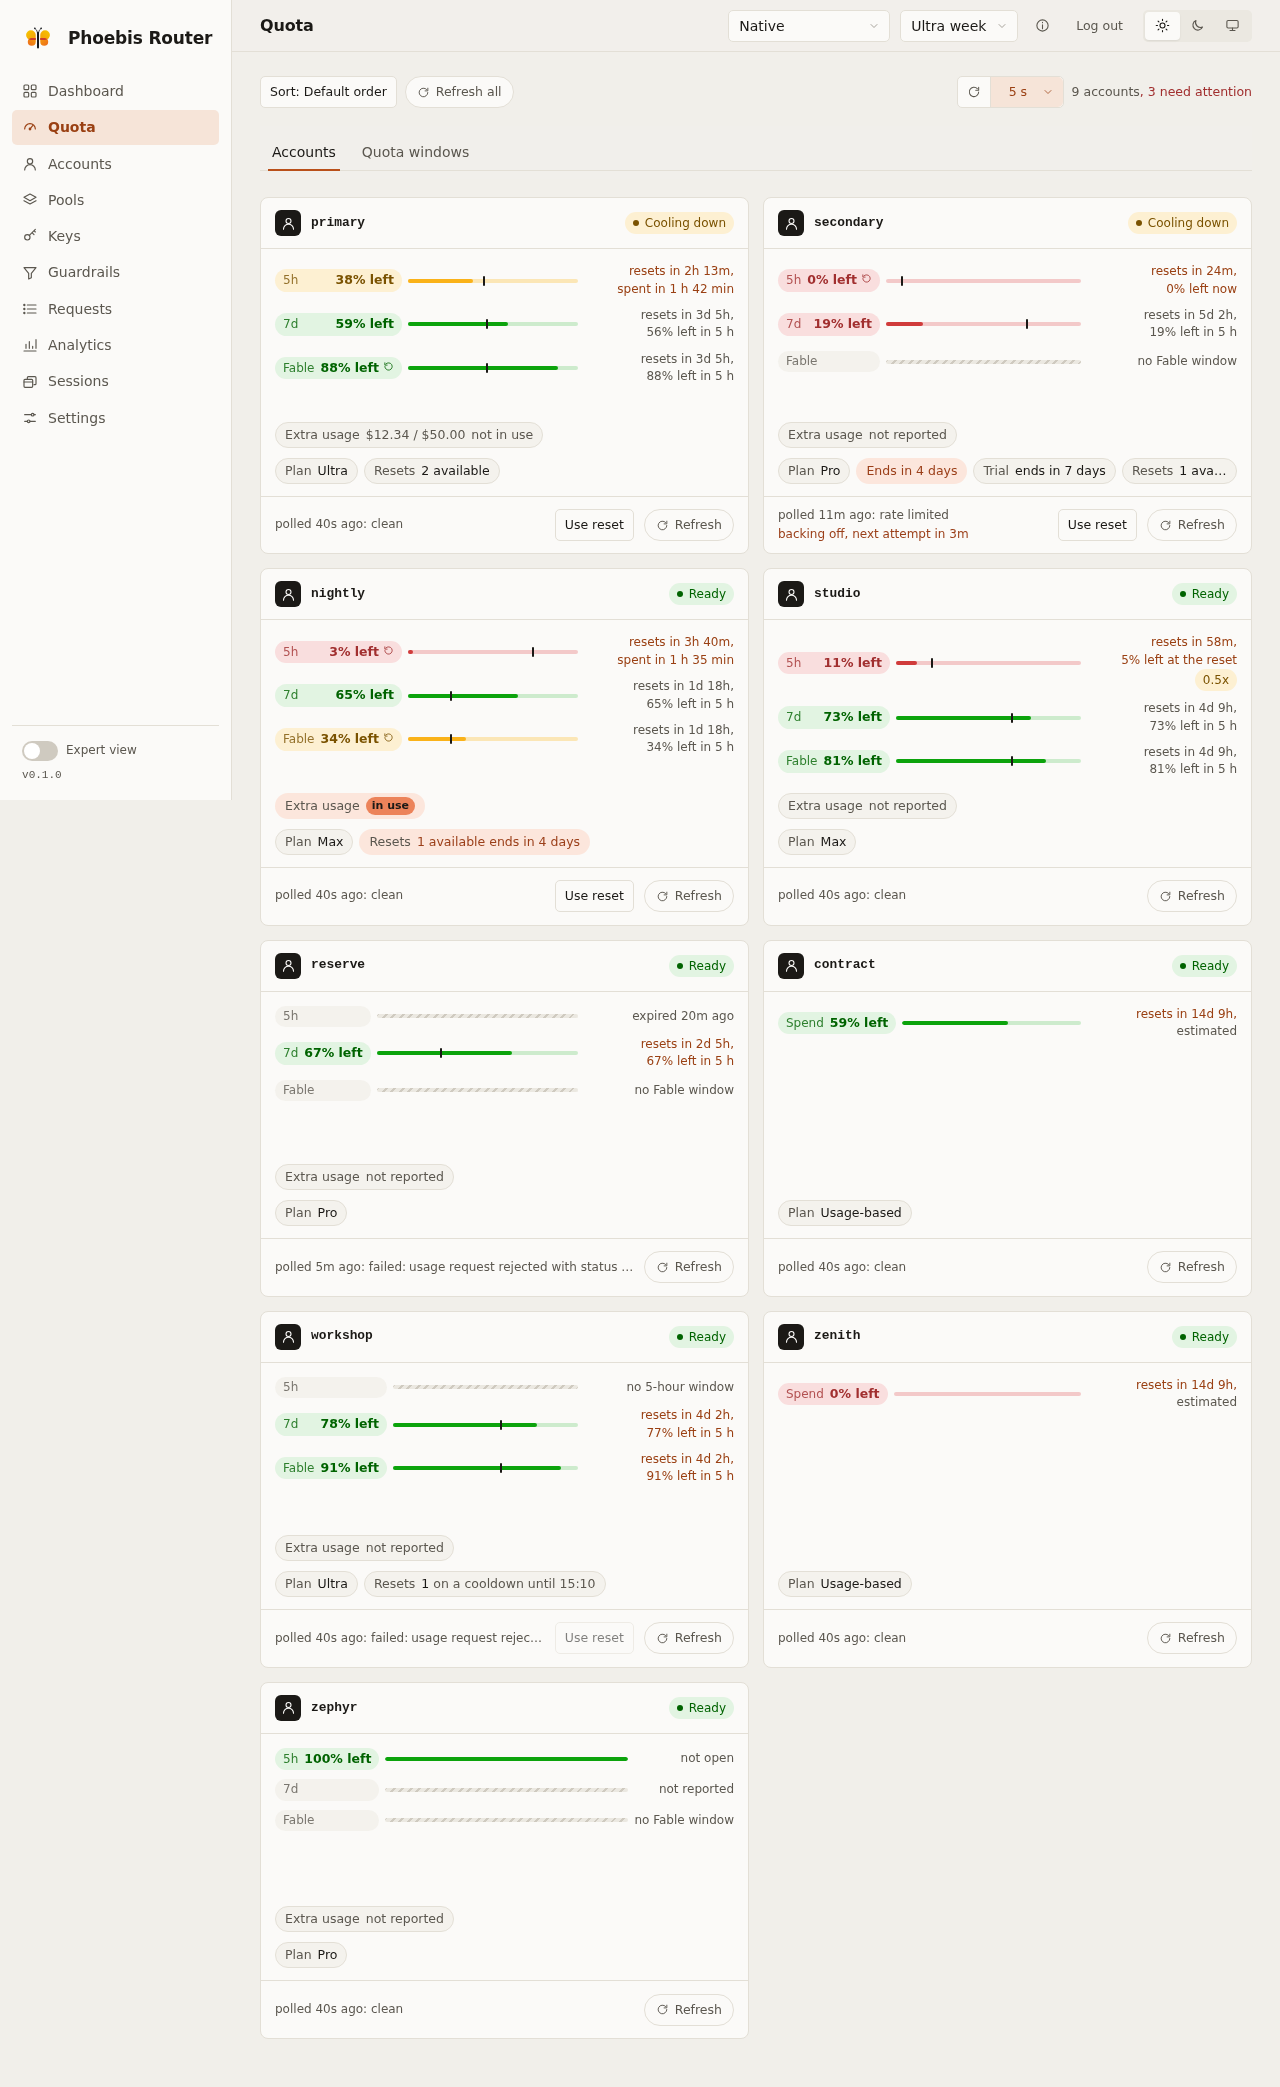 Phoebis Router
Dashboard
Quota
Accounts
Pools
Keys
Guardrails
Requests
Analytics
Sessions
Settings
Expert view
v0.1.0
Quota
Native
Ultra week
Log out
Sort: Default order
Refresh all
5 s
9 accounts, 3 need attention
Accounts
Quota windows
primary
Cooling down
5h 38% left
resets in 2h 13m,
spent in 1 h 42 min
7d 59% left
resets in 3d 5h,
56% left in 5 h
Fable 88% left
resets in 3d 5h,
88% left in 5 h
Extra usage $12.34 / $50.00 not in use
Plan Ultra
Resets 2 available
polled 40s ago: clean
Use reset
Refresh
secondary
Cooling down
5h 0% left
resets in 24m,
0% left now
7d 19% left
resets in 5d 2h,
19% left in 5 h
Fable
no Fable window
Extra usage not reported
Plan Pro
Ends in 4 days
Trial ends in 7 days
Resets 1 ava…
polled 11m ago: rate limited
backing off, next attempt in 3m
Use reset
Refresh
nightly
Ready
5h 3% left
resets in 3h 40m,
spent in 1 h 35 min
7d 65% left
resets in 1d 18h,
65% left in 5 h
Fable 34% left
resets in 1d 18h,
34% left in 5 h
Extra usage in use
Plan Max
Resets 1 available ends in 4 days
polled 40s ago: clean
Use reset
Refresh
studio
Ready
5h 11% left
resets in 58m,
5% left at the reset
0.5x
7d 73% left
resets in 4d 9h,
73% left in 5 h
Fable 81% left
resets in 4d 9h,
81% left in 5 h
Extra usage not reported
Plan Max
polled 40s ago: clean
Refresh
reserve
Ready
5h
expired 20m ago
7d 67% left
resets in 2d 5h,
67% left in 5 h
Fable
no Fable window
Extra usage not reported
Plan Pro
polled 5m ago: failed: usage request rejected with status …
Refresh
contract
Ready
Spend 59% left
resets in 14d 9h,
estimated
Plan Usage-based
polled 40s ago: clean
Refresh
workshop
Ready
5h
no 5-hour window
7d 78% left
resets in 4d 2h,
77% left in 5 h
Fable 91% left
resets in 4d 2h,
91% left in 5 h
Extra usage not reported
Plan Ultra
Resets 1 on a cooldown until 15:10
polled 40s ago: failed: usage request rejec…
Use reset
Refresh
zenith
Ready
Spend 0% left
resets in 14d 9h,
estimated
Plan Usage-based
polled 40s ago: clean
Refresh
zephyr
Ready
5h 100% left
not open
7d
not reported
Fable
no Fable window
Extra usage not reported
Plan Pro
polled 40s ago: clean
Refresh